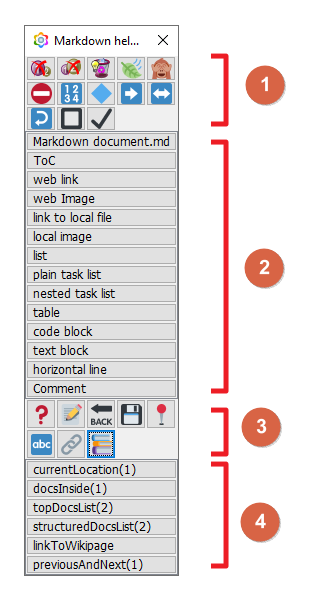 Markdown hel...
1
1 2
3 4
Markdown document.md
ToC
web link
web Image
link to local file
local image
list
plain task list
nested task list
table
code block
text block
horizontal line
Comment
2
?
BACK
3
abc
currentLocation(1)
docsInside(1)
topDocsList(2)
structuredDocsList(2)
linkToWikipage
previousAndNext(1)
4